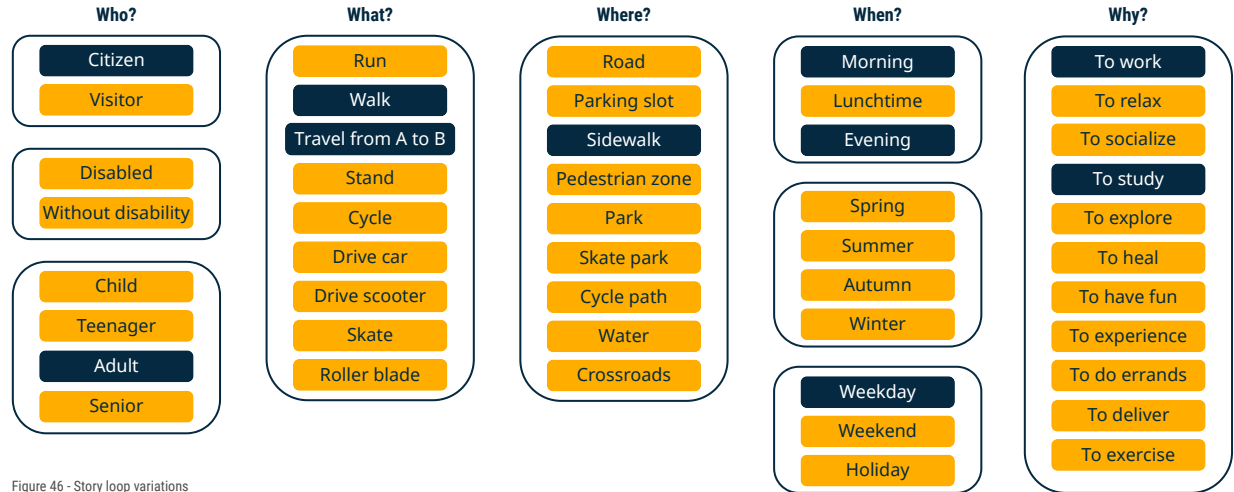 Who?
Citizen
Visitor
Disabled
Without disability
Child
Teenager
Adult
Senior
What?
Run
Walk
Travel from A to B
Stand
Cycle
Drive car
Drive scooter
Skate
Roller blade
Where?
Road
Parking slot
Sidewalk
Pedestrian zone
Park
Skate park
Cycle path
Water
Crossroads
When?
Morning
Lunchtime
Evening
Spring
Summer
Autumn
Winter
Weekday
Weekend
Holiday
Why?
To work
To relax
To socialize
To study
To explore
To heal
To have fun
To experience
To do errands
To deliver
To exercise
Figure 46 - Story loop variations